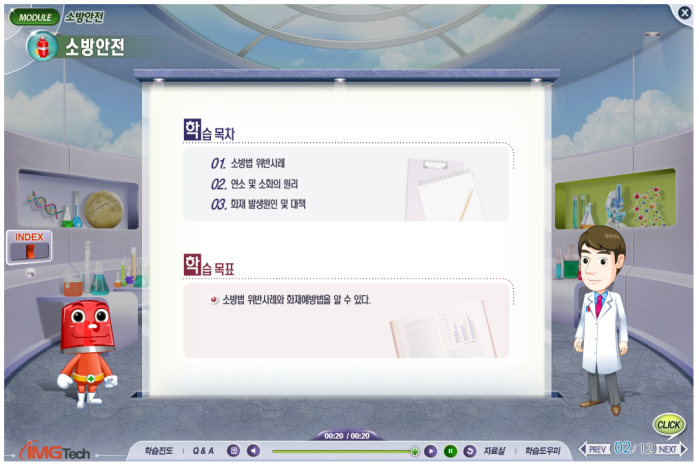 MODULE 소방안전
소방안전
학습 목차
01. 소방법 위반사례
02. 연소 및 소화의 원리
03. 화재 발생원인 및 대책
INDEX
학습 목표
소방법 위반사례와 화재예방법을 알 수 있다.
CLICK
00:20 / 00:20
iMGTech
학습진도 | Q & A
자료실 | 학습도우미
PREV 02 / 12 NEXT